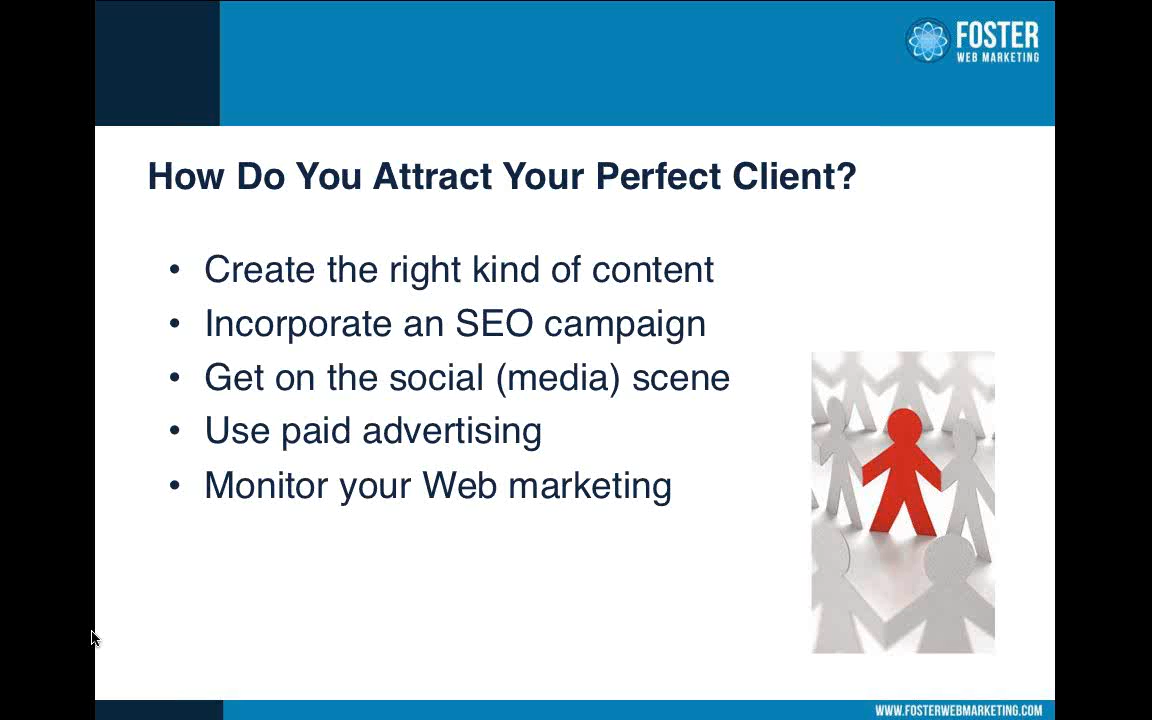 FOSTER
WEB MARKETING
How Do You Attract Your Perfect Client?
• Create the right kind of content
• Incorporate an SEO campaign
• Get on the social (media) scene
• Use paid advertising
• Monitor your Web marketing
WWW.FOSTERWEBMARKETING.COM